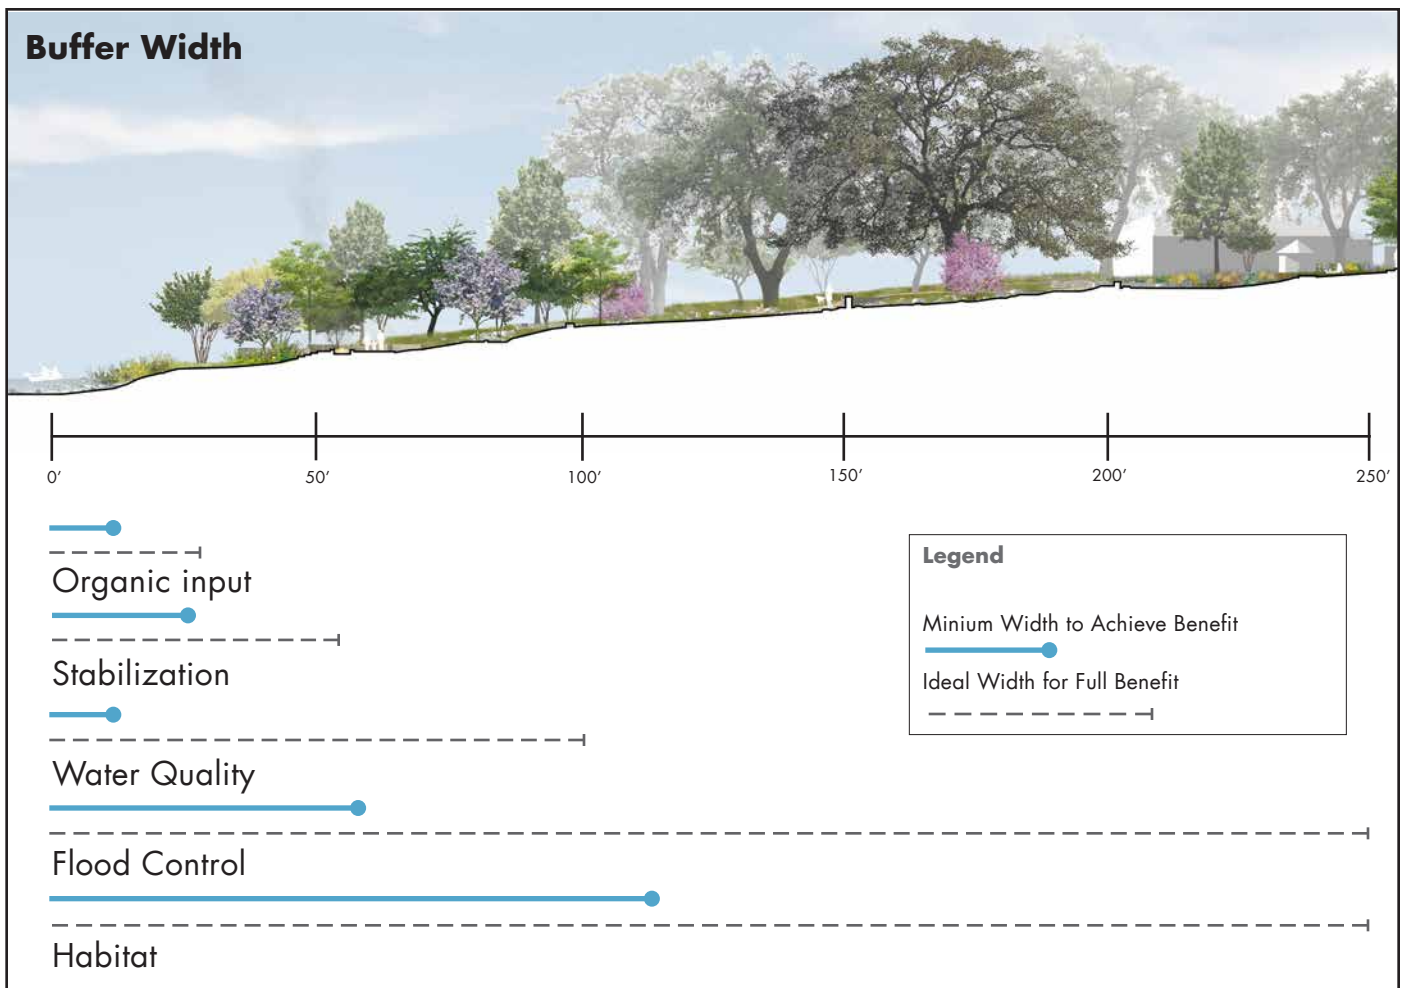 Buffer Width
0’
50’
100’
150’
200’
250’
Organic input
Stabilization
Water Quality
Flood Control
Habitat
Legend
Minium Width to Achieve Benefit
Ideal Width for Full Benefit